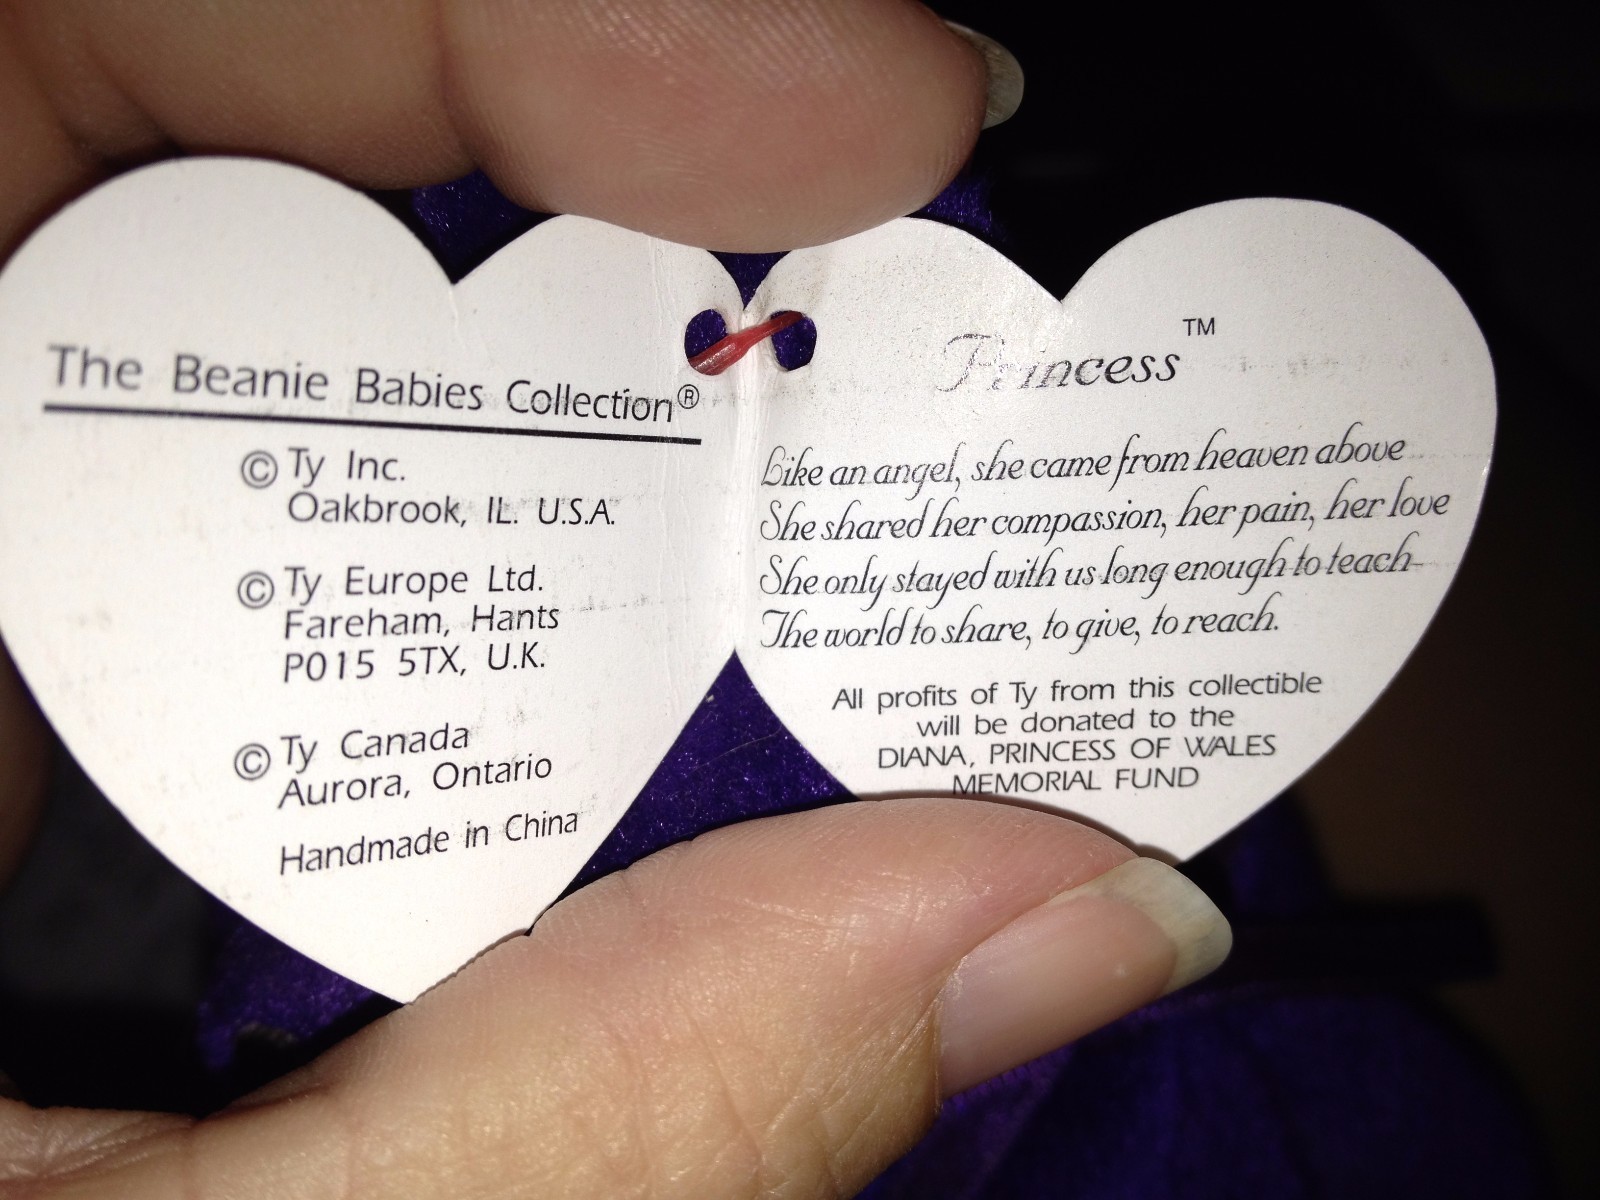 The Beanie Babies Collection®
© Ty Inc.
Oakbrook, IL. U.S.A.
© Ty Europe Ltd.
Fareham, Hants
P015 5TX, U.K.
© Ty Canada
Aurora, Ontario
Handmade in China
Princess™
Like an angel, she came from heaven above
She shared her compassion, her pain, her love
She only stayed with us long enough to teach
The world to share, to give, to reach.
All profits of Ty from this collectible
will be donated to the
DIANA, PRINCESS OF WALES
MEMORIAL FUND